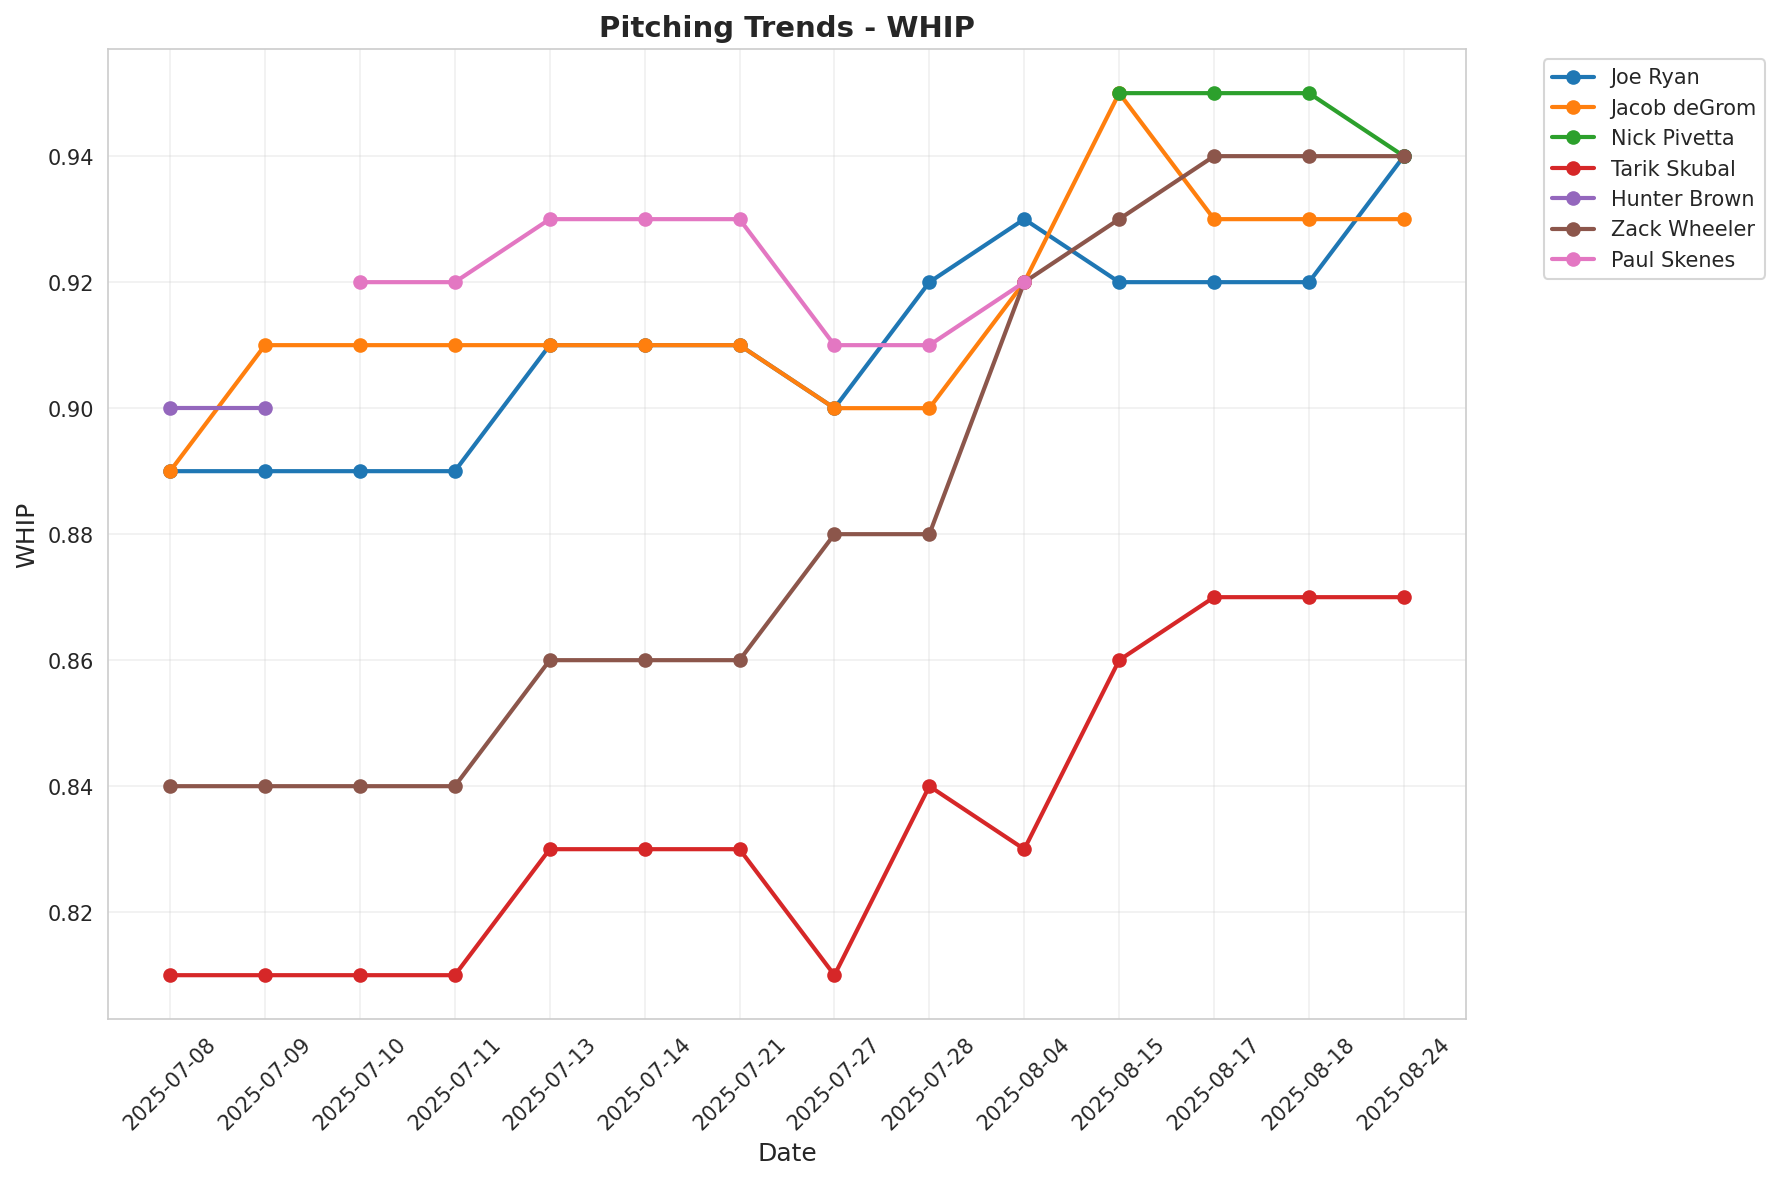 Pitching Trends - WHIP
Joe Ryan
Jacob deGrom
Nick Pivetta
Tarik Skubal
Hunter Brown
Zack Wheeler
Paul Skenes
WHIP
0.94
0.92
0.90
0.88
0.86
0.84
0.82
2025-07-08
2025-07-09
2025-07-10
2025-07-11
2025-07-13
2025-07-14
2025-07-21
2025-07-27
2025-07-28
2025-08-04
2025-08-15
2025-08-17
2025-08-18
2025-08-24
Date